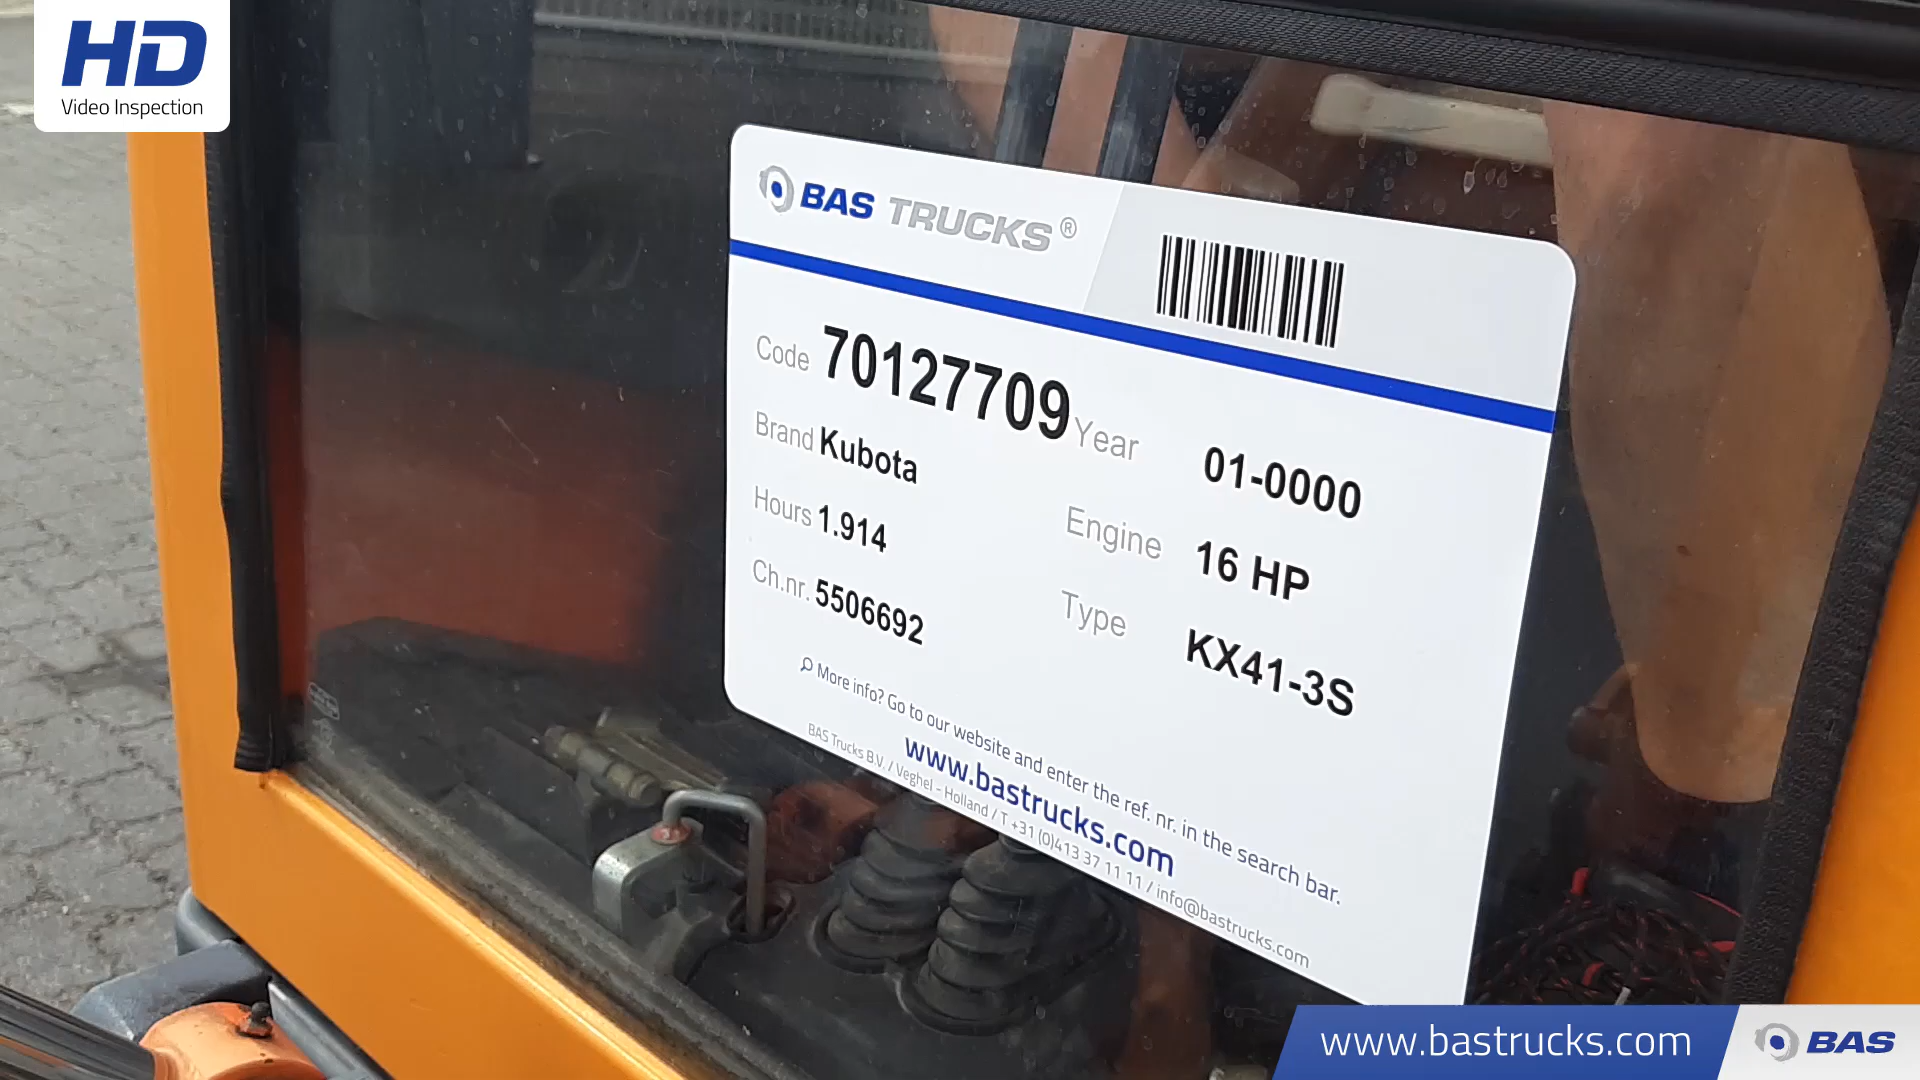 HD
Video Inspection
BAS TRUCKS®
Code 70127709
Year 01-0000
Brand Kubota
Engine 16 HP
Hours 1.914
Type KX41-3S
Ch.nr. 5506692
More info? Go to our website and enter the ref. nr. in the search bar.
www.bastrucks.com
BAS Trucks B.V. / Veghel - Holland / T +31 (0)413 37 11 11 / info@bastrucks.com
www.bastrucks.com
BAS